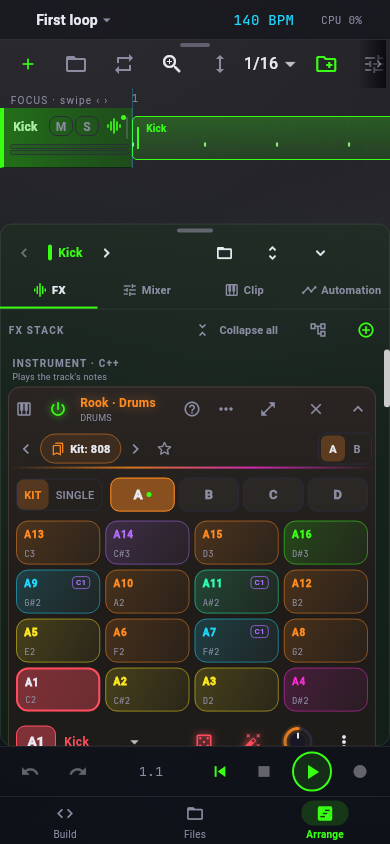 First loop 140 BPM CPU 0%
1/16
FOCUS · swipe ‹ › 1
Kick M S Kick
Kick
FX Mixer Clip Automation
FX STACK Collapse all
INSTRUMENT · C++
Plays the track's notes
Rook · Drums
DRUMS
Kit: 808 A B
KIT SINGLE A B C D
A13 A14 A15 A16
C3 C#3 D3 D#3
A9 C1 A10 A11 C1 A12
G#2 A2 A#2 B2
A5 A6 A7 C1 A8
E2 F2 F#2 G2
A1 A2 A3 A4
C2 C#2 D2 D#2
A1 Kick
1.1
Build Files Arrange